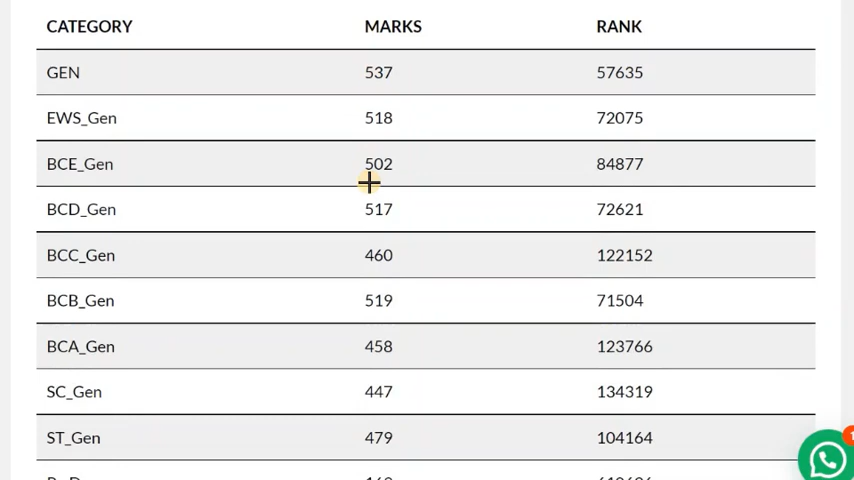 CATEGORY MARKS RANK
GEN 537 57635
EWS_Gen 518 72075
BCE_Gen 502 84877
BCD_Gen 517 72621
BCC_Gen 460 122152
BCB_Gen 519 71504
BCA_Gen 458 123766
SC_Gen 447 134319
ST_Gen 479 104164